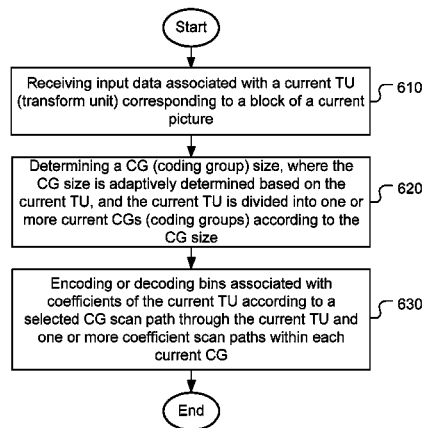 Start
Receiving input data associated with a current TU
(transform unit) corresponding to a block of a current
picture
610
Determining a CG (coding group) size, where the
CG size is adaptively determined based on the
current TU, and the current TU is divided into one or
more current CGs (coding groups) according to the
CG size
620
Encoding or decoding bins associated with
coefficients of the current TU according to a
selected CG scan path through the current TU and
one or more coefficient scan paths within each
current CG
630
End